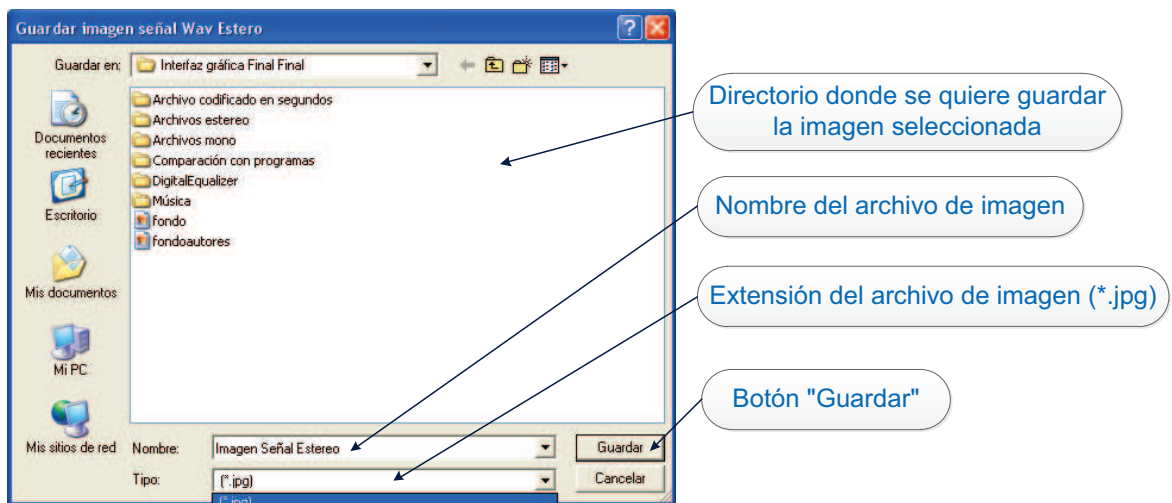 Guardar imagen señal Wav Estero
Guardar en:
Interfaz gráfica Final Final
Documentos
recientes
Escritorio
Mis documentos
Mi PC
Mis sitios de red
Archivo codificado en segundos
Archivos estereo
Archivos mono
Comparación con programas
DigitalEqualizer
Música
fondo
fondoautores
Nombre:
Imagen Señal Estereo
Guardar
Tipo:
(*.jpg)
Cancelar
(*.jpg)
Directorio donde se quiere guardar
la imagen seleccionada
Nombre del archivo de imagen
Extensión del archivo de imagen (*.jpg)
Botón "Guardar"